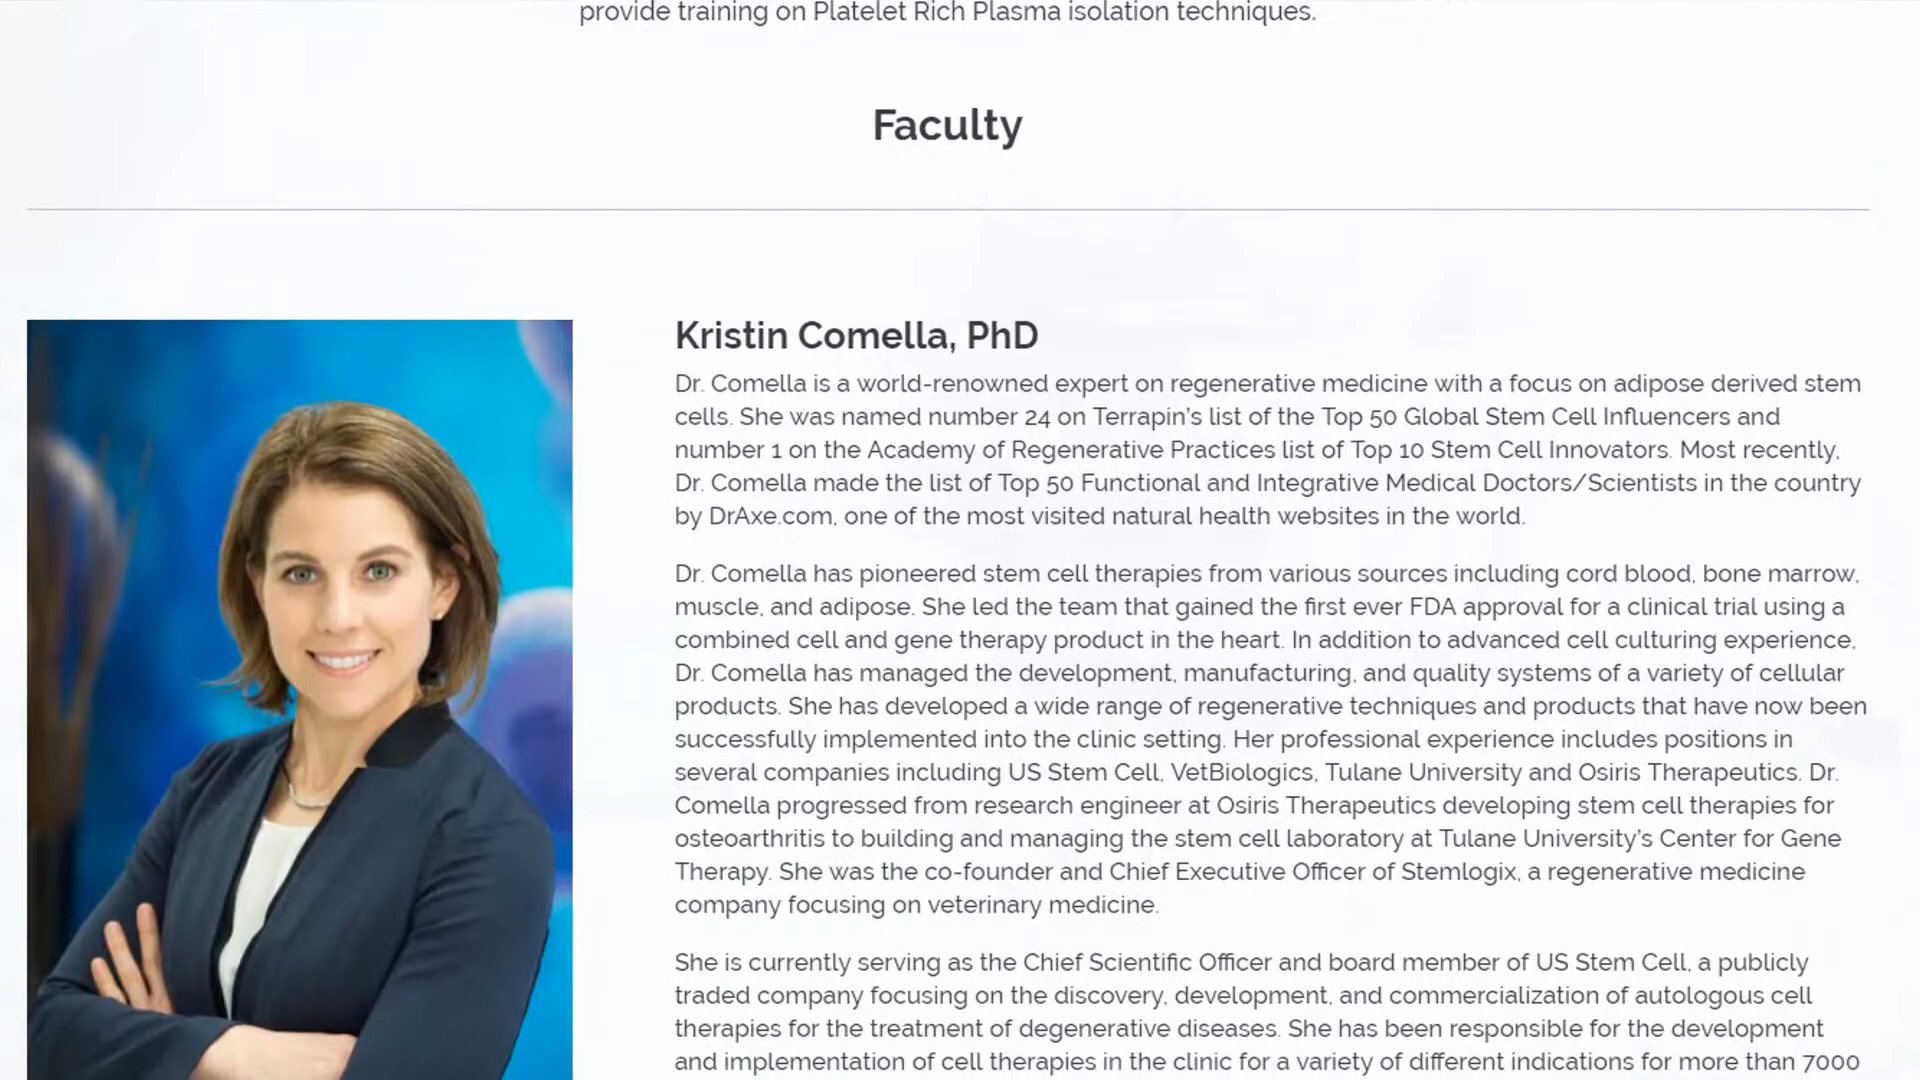 provide training on Platelet Rich Plasma isolation techniques.
Faculty
Kristin Comella, PhD
Dr. Comella is a world-renowned expert on regenerative medicine with a focus on adipose derived stem
cells. She was named number 24 on Terrapin's list of the Top 50 Global Stem Cell Influencers and
number 1 on the Academy of Regenerative Practices list of Top 10 Stem Cell Innovators. Most recently,
Dr. Comella made the list of Top 50 Functional and Integrative Medical Doctors/Scientists in the country
by DrAxe.com, one of the most visited natural health websites in the world.
Dr. Comella has pioneered stem cell therapies from various sources including cord blood, bone marrow,
muscle, and adipose. She led the team that gained the first ever FDA approval for a clinical trial using a
combined cell and gene therapy product in the heart. In addition to advanced cell culturing experience,
Dr. Comella has managed the development, manufacturing, and quality systems of a variety of cellular
products. She has developed a wide range of regenerative techniques and products that have now been
successfully implemented into the clinic setting. Her professional experience includes positions in
several companies including US Stem Cell, VetBiologics, Tulane University and Osiris Therapeutics. Dr.
Comella progressed from research engineer at Osiris Therapeutics developing stem cell therapies for
osteoarthritis to building and managing the stem cell laboratory at Tulane University's Center for Gene
Therapy. She was the co-founder and Chief Executive Officer of Stemlogix, a regenerative medicine
company focusing on veterinary medicine.
She is currently serving as the Chief Scientific Officer and board member of US Stem Cell, a publicly
traded company focusing on the discovery, development, and commercialization of autologous cell
therapies for the treatment of degenerative diseases. She has been responsible for the development
and implementation of cell therapies in the clinic for a variety of different indications for more than 7000